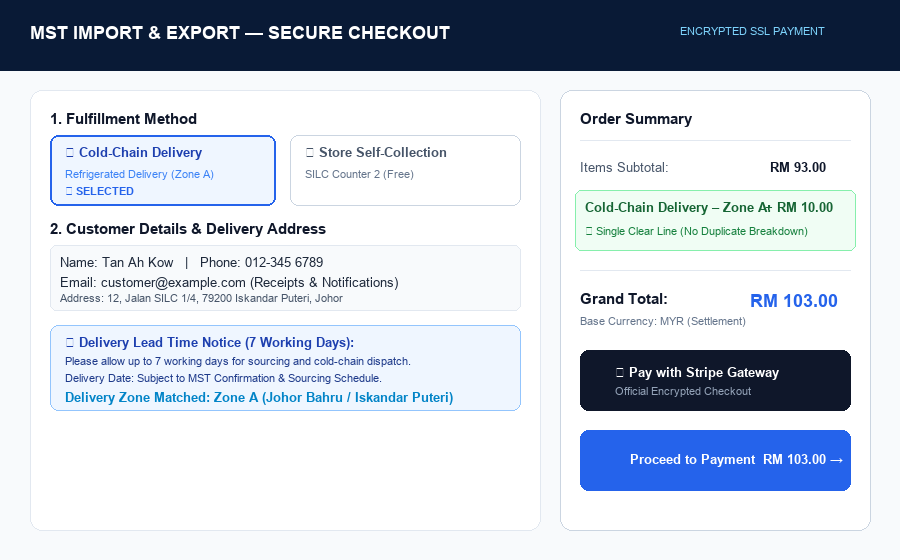 MST IMPORT & EXPORT — SECURE CHECKOUT
ENCRYPTED SSL PAYMENT
1. Fulfillment Method
Cold-Chain Delivery
Refrigerated Delivery (Zone A)
SELECTED
Store Self-Collection
SILC Counter 2 (Free)
2. Customer Details & Delivery Address
Name: Tan Ah Kow | Phone: 012-345 6789
Email: customer@example.com (Receipts & Notifications)
Address: 12, Jalan SILC 1/4, 79200 Iskandar Puteri, Johor
Delivery Lead Time Notice (7 Working Days):
Please allow up to 7 working days for sourcing and cold-chain dispatch.
Delivery Date: Subject to MST Confirmation & Sourcing Schedule.
Delivery Zone Matched: Zone A (Johor Bahru / Iskandar Puteri)
Order Summary
Items Subtotal: RM 93.00
Cold-Chain Delivery – Zone A + RM 10.00
Single Clear Line (No Duplicate Breakdown)
Grand Total: RM 103.00
Base Currency: MYR (Settlement)
Pay with Stripe Gateway
Official Encrypted Checkout
Proceed to Payment RM 103.00 →